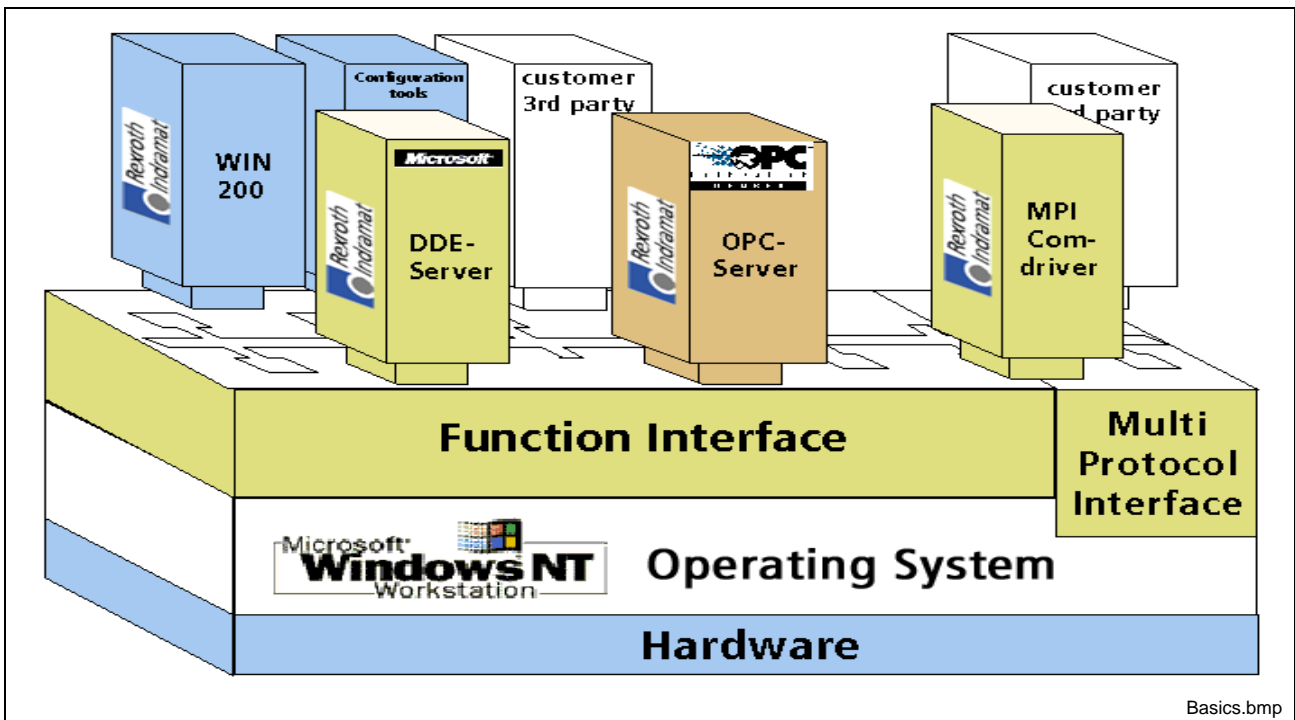 Rexroth
Indramat
WIN
200
Configuration
tools
customer
3rd party
customer
party
Rexroth
Indramat
Microsoft
DDE-
Server
Rexroth
Indramat
OPC
OPC-
Server
Rexroth
Indramat
MPI
Com-
driver
Function Interface
Multi
Protocol
Interface
Microsoft
Windows NT
Workstation
Operating System
Hardware
Basics.bmp